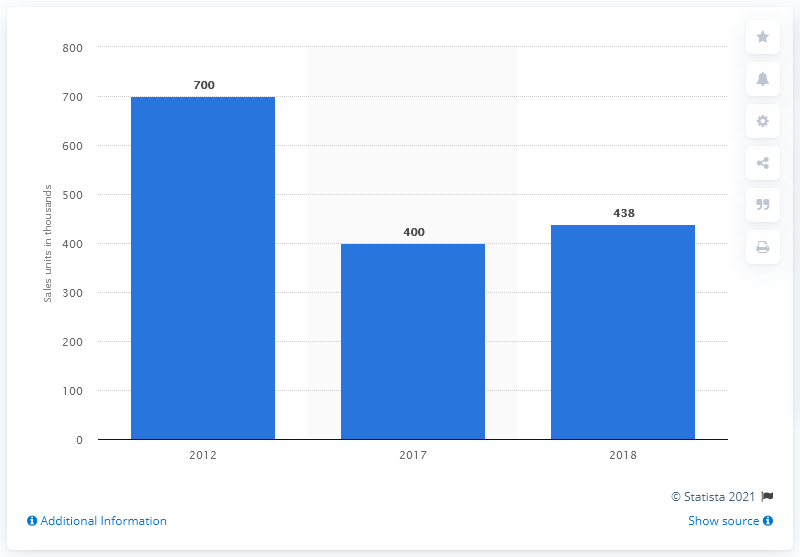 800
700
700
600
500
438
400
400
300
200
100
0
Sales units in thousands
2012 2017 2018
© Statista 2021
Additional Information
Show source